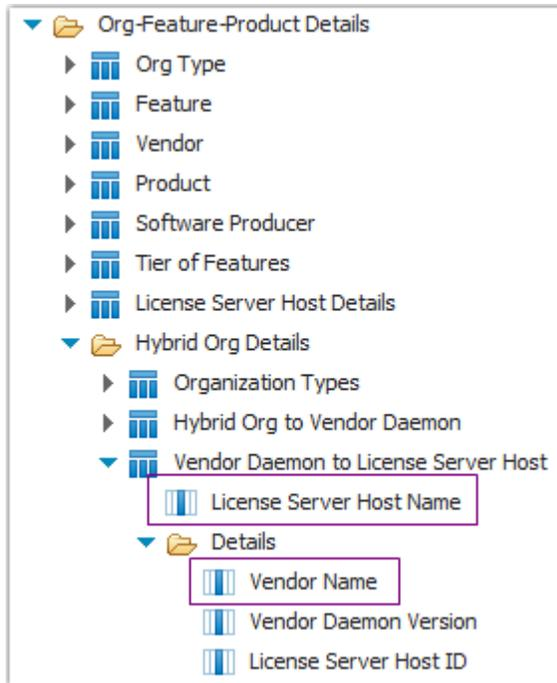 Org-Feature-Product Details
Org Type
Feature
Vendor
Product
Software Producer
Tier of Features
License Server Host Details
Hybrid Org Details
Organization Types
Hybrid Org to Vendor Daemon
Vendor Daemon to License Server Host
License Server Host Name
Details
Vendor Name
Vendor Daemon Version
License Server Host ID